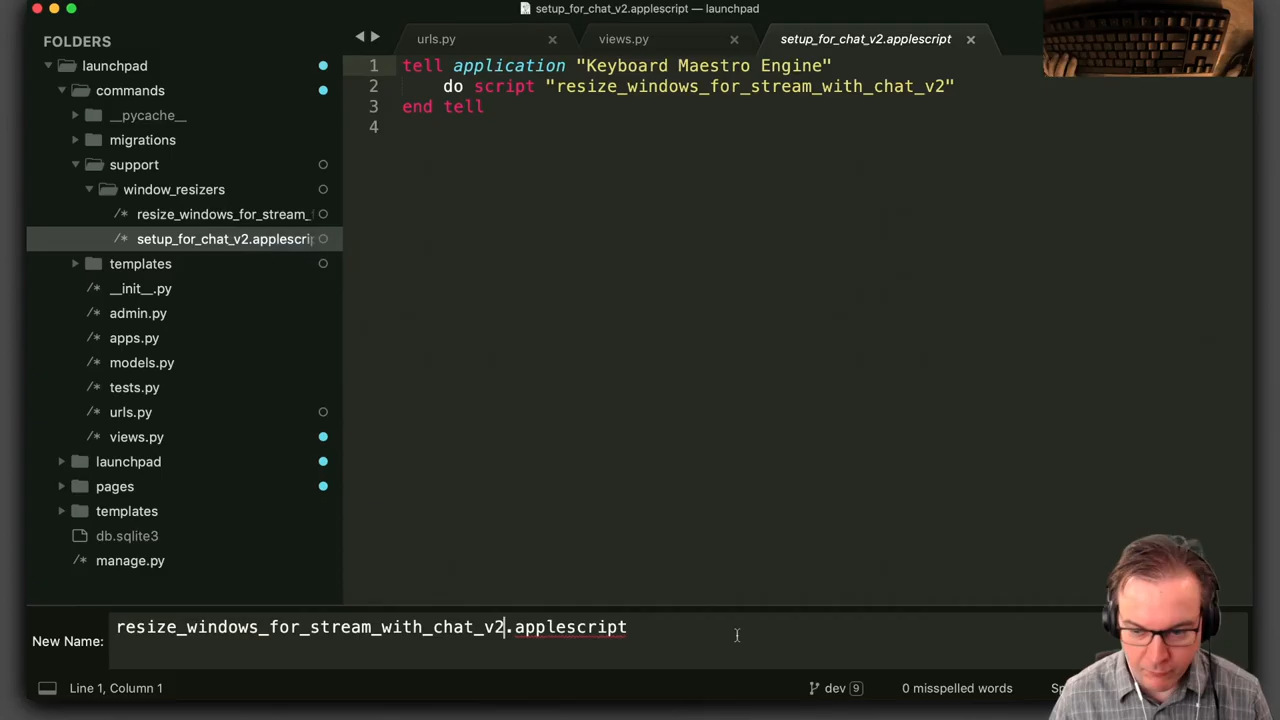 setup_for_chat_v2.applescript — launchpad
FOLDERS
launchpad
commands
__pycache__
migrations
support
window_resizers
resize_windows_for_stream_
setup_for_chat_v2.applescri
templates
__init__.py
admin.py
apps.py
models.py
tests.py
urls.py
views.py
launchpad
pages
templates
db.sqlite3
manage.py
urls.py
views.py
setup_for_chat_v2.applescript
1 tell application "Keyboard Maestro Engine"
2 do script "resize_windows_for_stream_with_chat_v2"
3 end tell
4
New Name: resize_windows_for_stream_with_chat_v2.applescript
Line 1, Column 1
dev 9
0 misspelled words
Sp